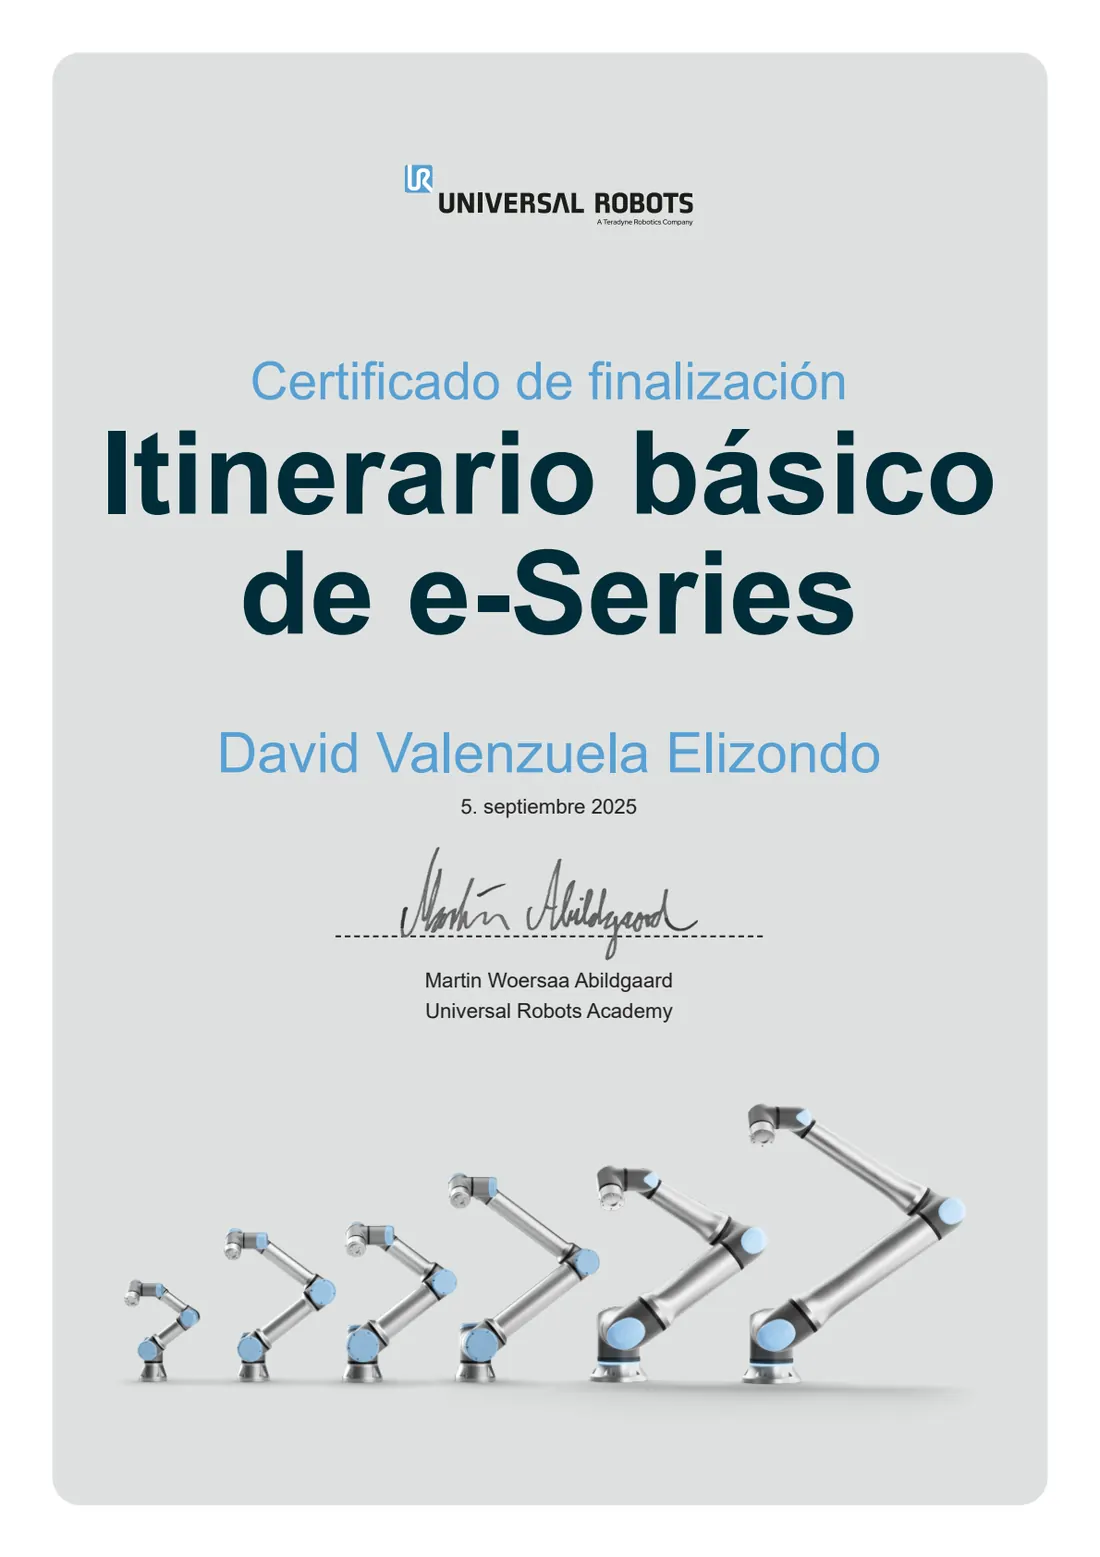 UR
UNIVERSAL ROBOTS
A Teradyne Robotics Company
Certificado de finalización
Itinerario básico
de e-Series
David Valenzuela Elizondo
5. septiembre 2025
Martin Abildgaard
Martin Woersaa Abildgaard
Universal Robots Academy